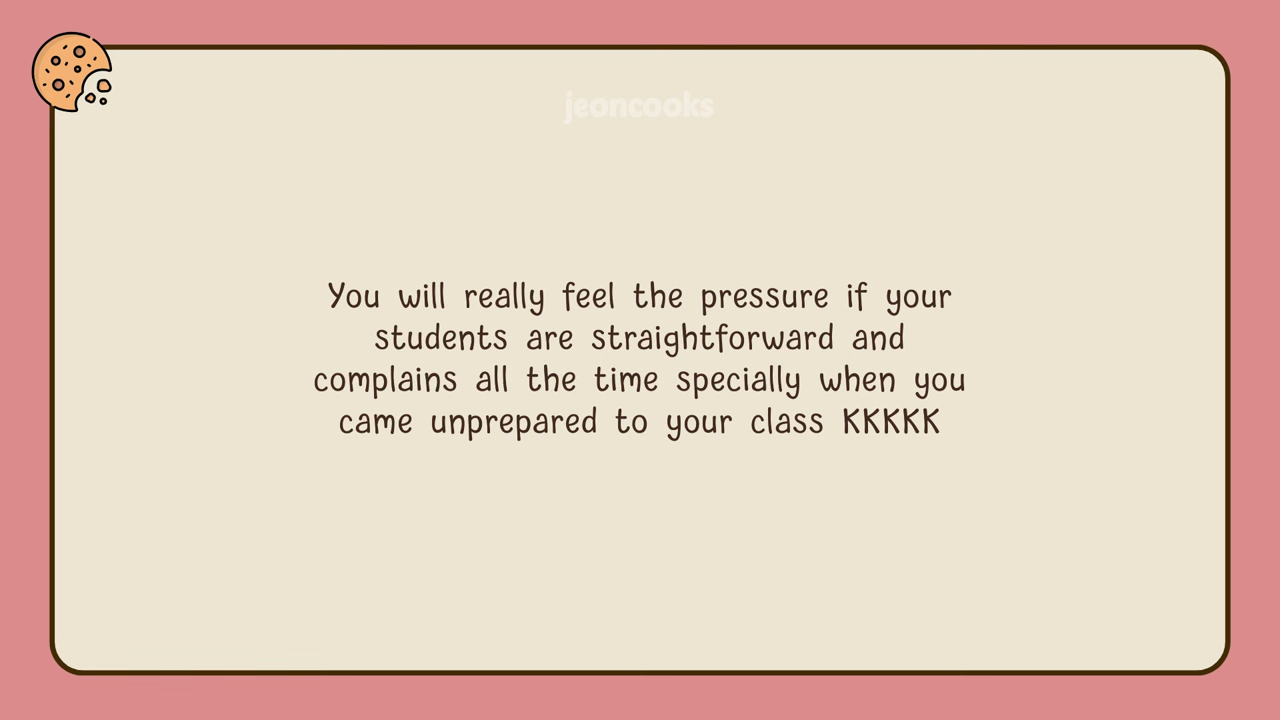 jeoncooks
You will really feel the pressure if your
students are straightforward and
complains all the time specially when you
came unprepared to your class KKKKK